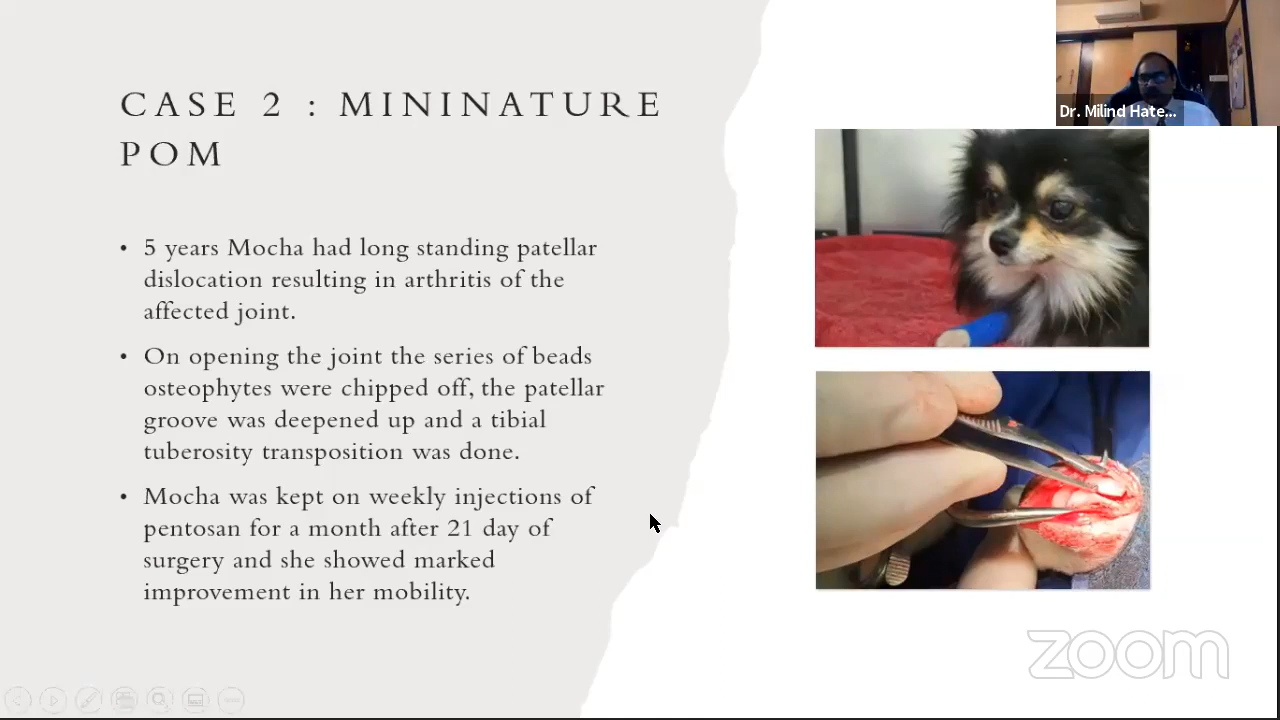 Dr. Milind Hate...
CASE 2 : MININATURE
POM
• 5 years Mocha had long standing patellar
dislocation resulting in arthritis of the
affected joint.
• On opening the joint the series of beads
osteophytes were chipped off, the patellar
groove was deepened up and a tibial
tuberosity transposition was done.
• Mocha was kept on weekly injections of
pentosan for a month after 21 day of
surgery and she showed marked
improvement in her mobility.
zoom